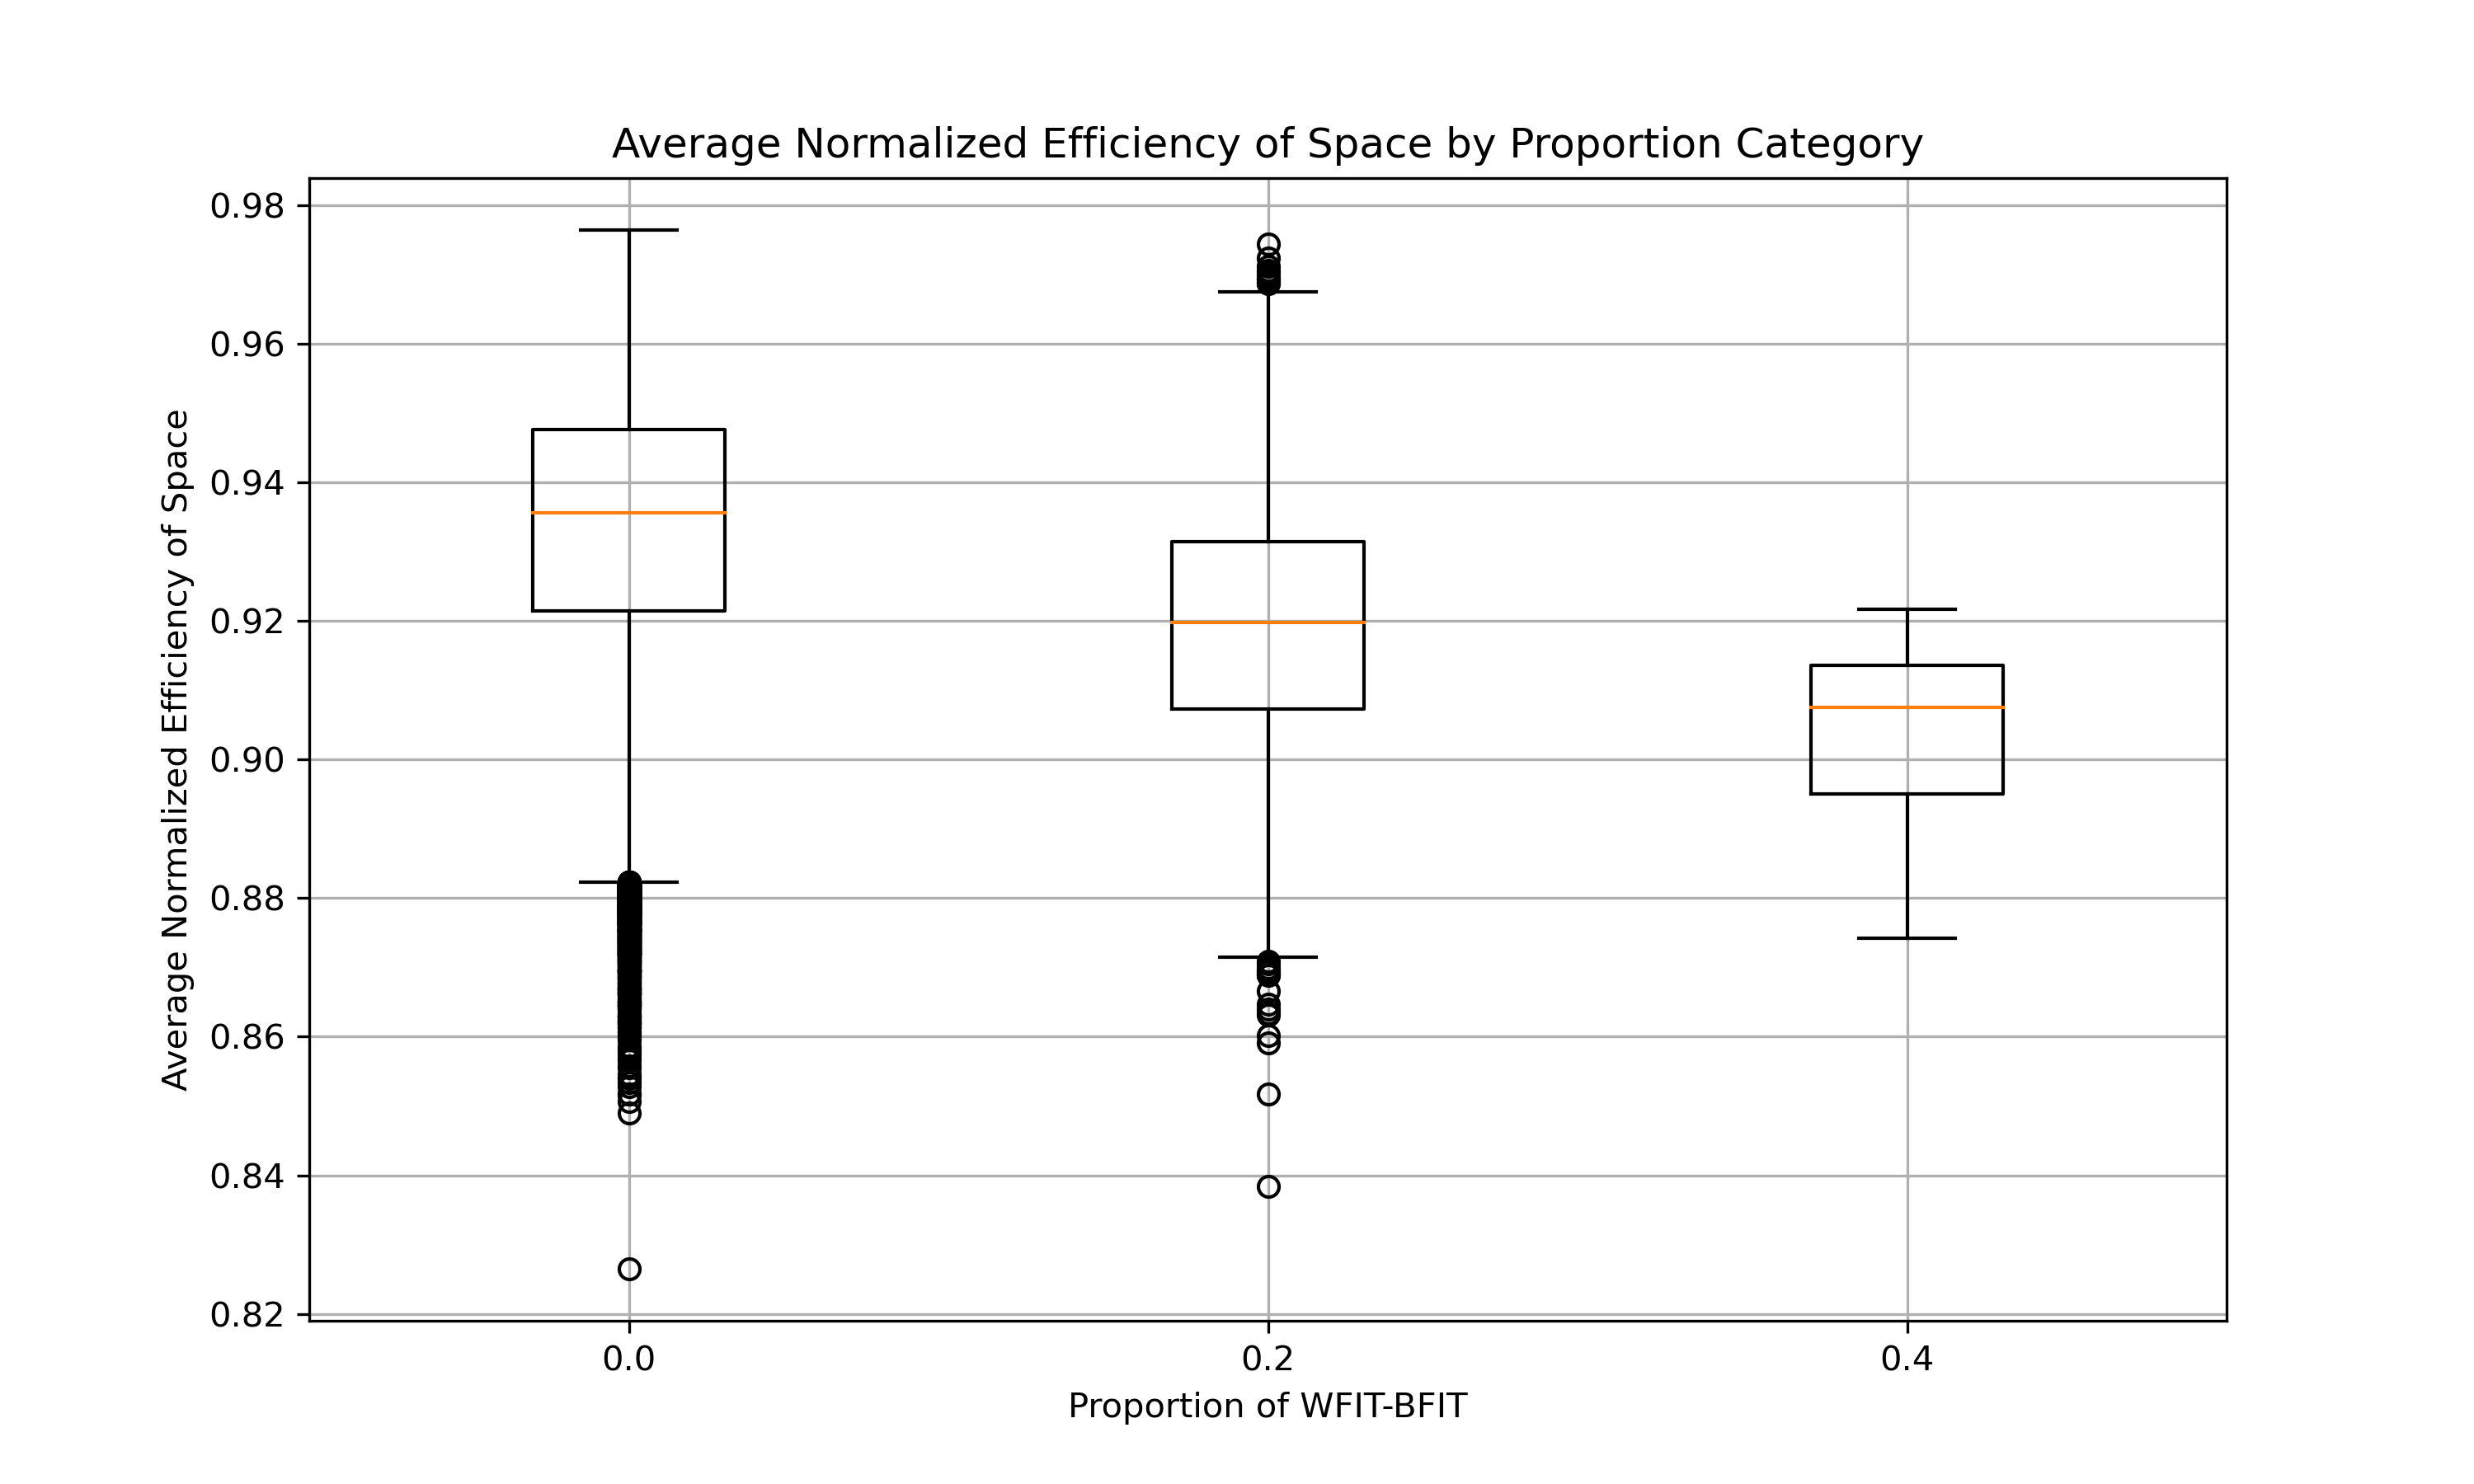 Average Normalized Efficiency of Space by Proportion Category
Average Normalized Efficiency of Space
0.98
0.96
0.94
0.92
0.90
0.88
0.86
0.84
0.82
0.0 0.2 0.4
Proportion of WFIT-BFIT